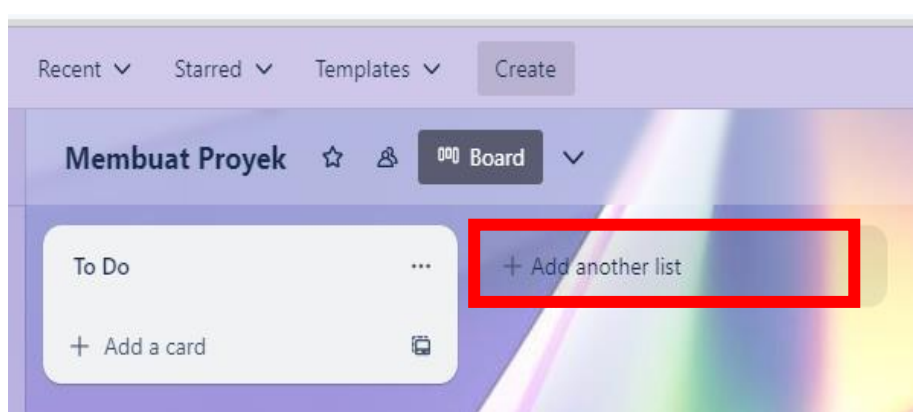 Recent Starred Templates Create
Membuat Proyek Board
To Do
+ Add another list
+ Add a card